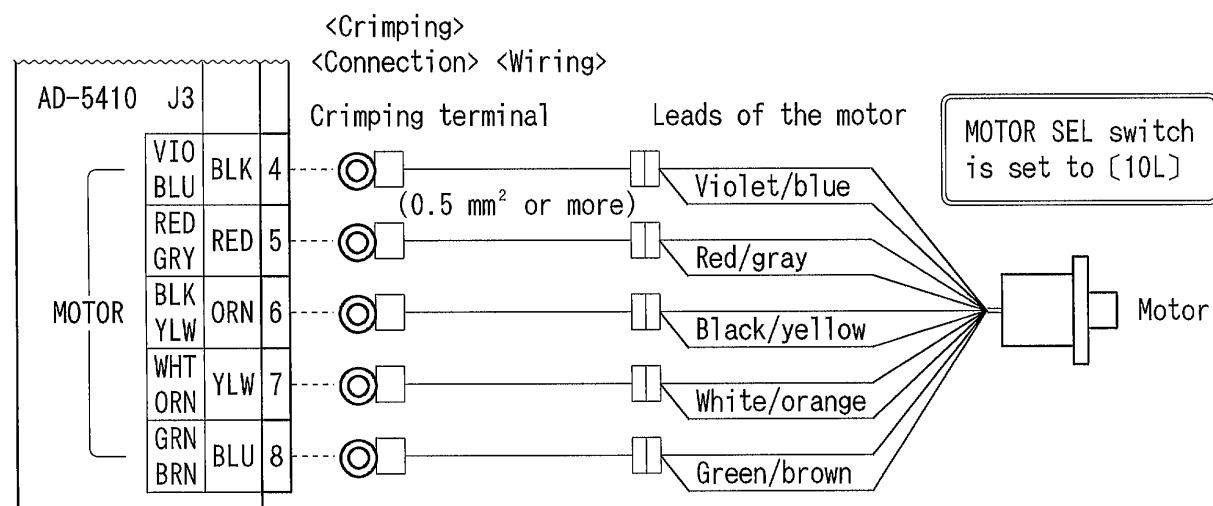 <Crimping>
<Connection> <Wiring>
AD-5410 J3
Crimping terminal
Leads of the motor
MOTOR SEL switch
is set to 〔10L〕
VIO
BLU
BLK
4
(0.5 mm² or more)
Violet/blue
RED
GRY
RED
5
Red/gray
MOTOR
BLK
YLW
ORN
6
Black/yellow
Motor
WHT
ORN
YLW
7
White/orange
GRN
BRN
BLU
8
Green/brown